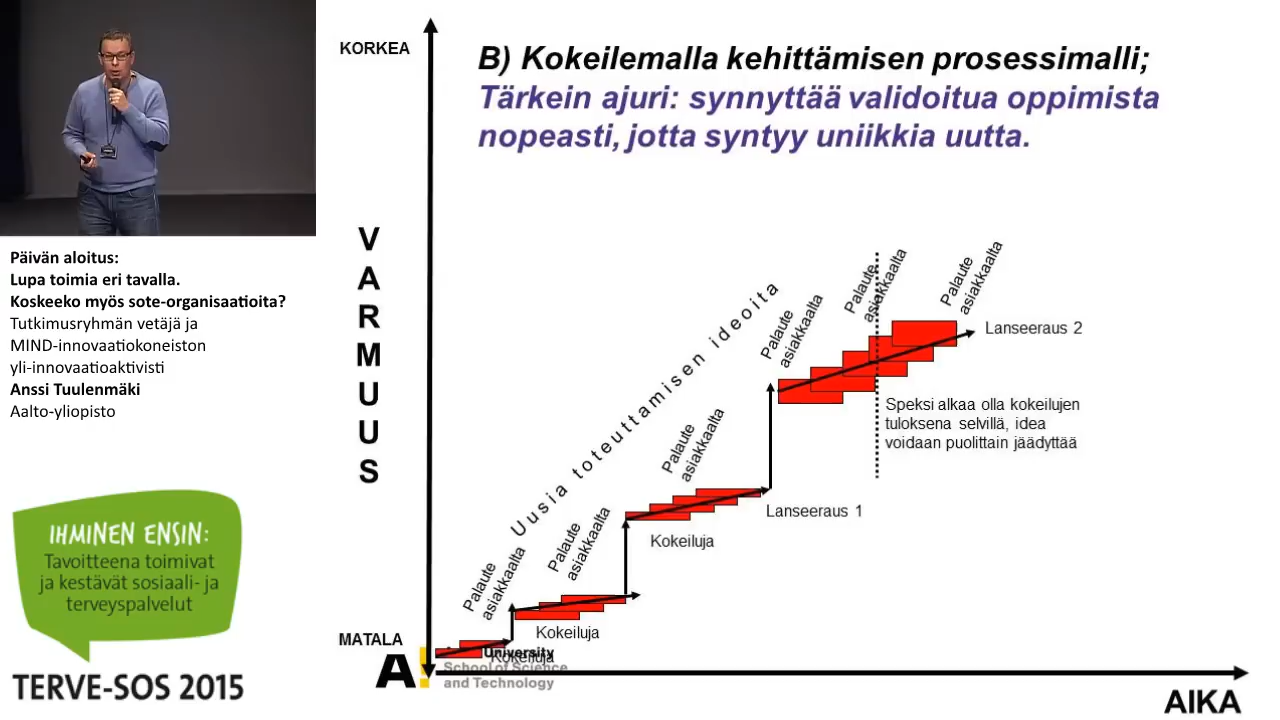 Päivän aloitus:
Lupa toimia eri tavalla.
Koskeeko myös sote-organisaatioita?
Tutkimusryhmän vetäjä ja
MIND-innovaatiokoneiston
yli-innovaatioaktivisti
Anssi Tuulenmäki
Aalto-yliopisto
IHMINEN ENSIN:
Tavoitteena toimivat
ja kestävät sosiaali- ja
terveyspalvelut
TERVE-SOS 2015
B) Kokeilemalla kehittämisen prosessimalli;
Tärkein ajuri: synnyttää validoitua oppimista
nopeasti, jotta syntyy uniikkia uutta.
KORKEA
VARMUUS
MATALA
Uusia toteuttamisen ideoita
Palaute
asiakkaalta
Palaute
asiakkaalta
Palaute
asiakkaalta
Palaute
asiakkaalta
Palaute
asiakkaalta
Palaute
asiakkaalta
Lanseeraus 2
Speksi alkaa olla kokeilujen
tuloksena selvillä, idea
voidaan puolittain jäädyttää
Lanseeraus 1
Kokeiluja
Kokeiluja
Kokeiluja
A!
University
School of Science
and Technology
AIKA